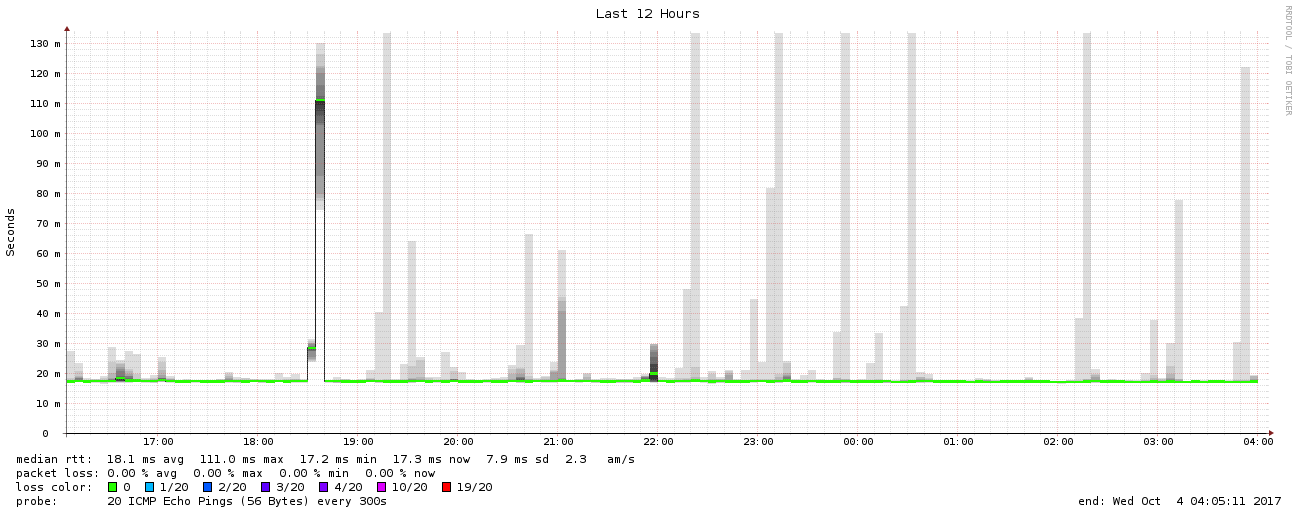 Last 12 Hours
RRDTOOL / TOBI OETIKER
Seconds
130 m
120 m
110 m
100 m
90 m
80 m
70 m
60 m
50 m
40 m
30 m
20 m
10 m
0
17:00 18:00 19:00 20:00 21:00 22:00 23:00 00:00 01:00 02:00 03:00 04:00
median rtt: 18.1 ms avg 111.0 ms max 17.2 ms min 17.3 ms now 7.9 ms sd 2.3 am/s
packet loss: 0.00 % avg 0.00 % max 0.00 % min 0.00 % now
loss color: 0 1/20 2/20 3/20 4/20 10/20 19/20
probe: 20 ICMP Echo Pings (56 Bytes) every 300s end: Wed Oct 4 04:05:11 2017